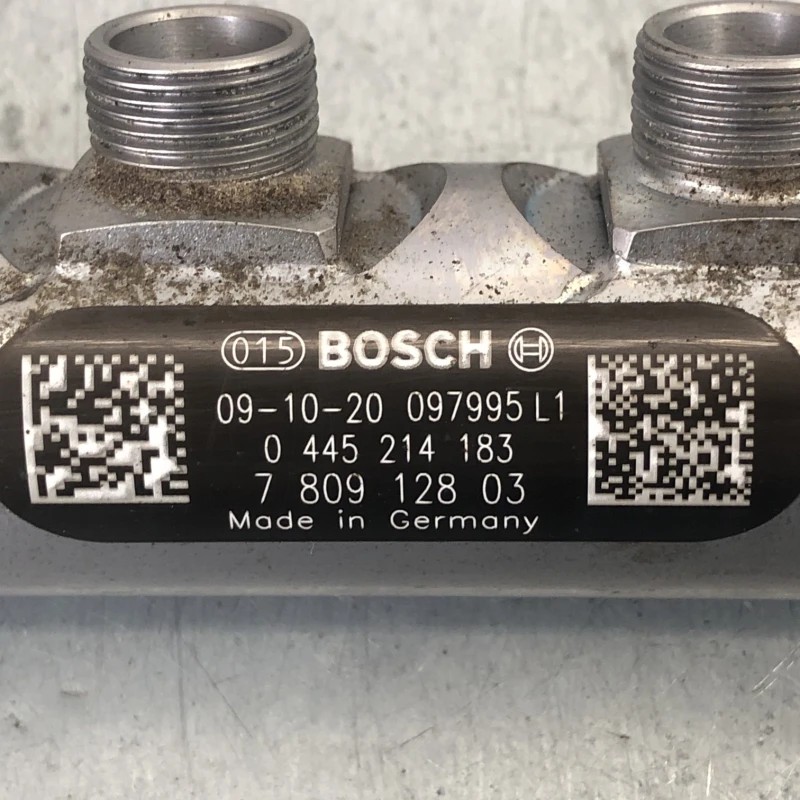 015 BOSCH
09-10-20 097995 L1
0 445 214 183
7 809 128 03
Made in Germany